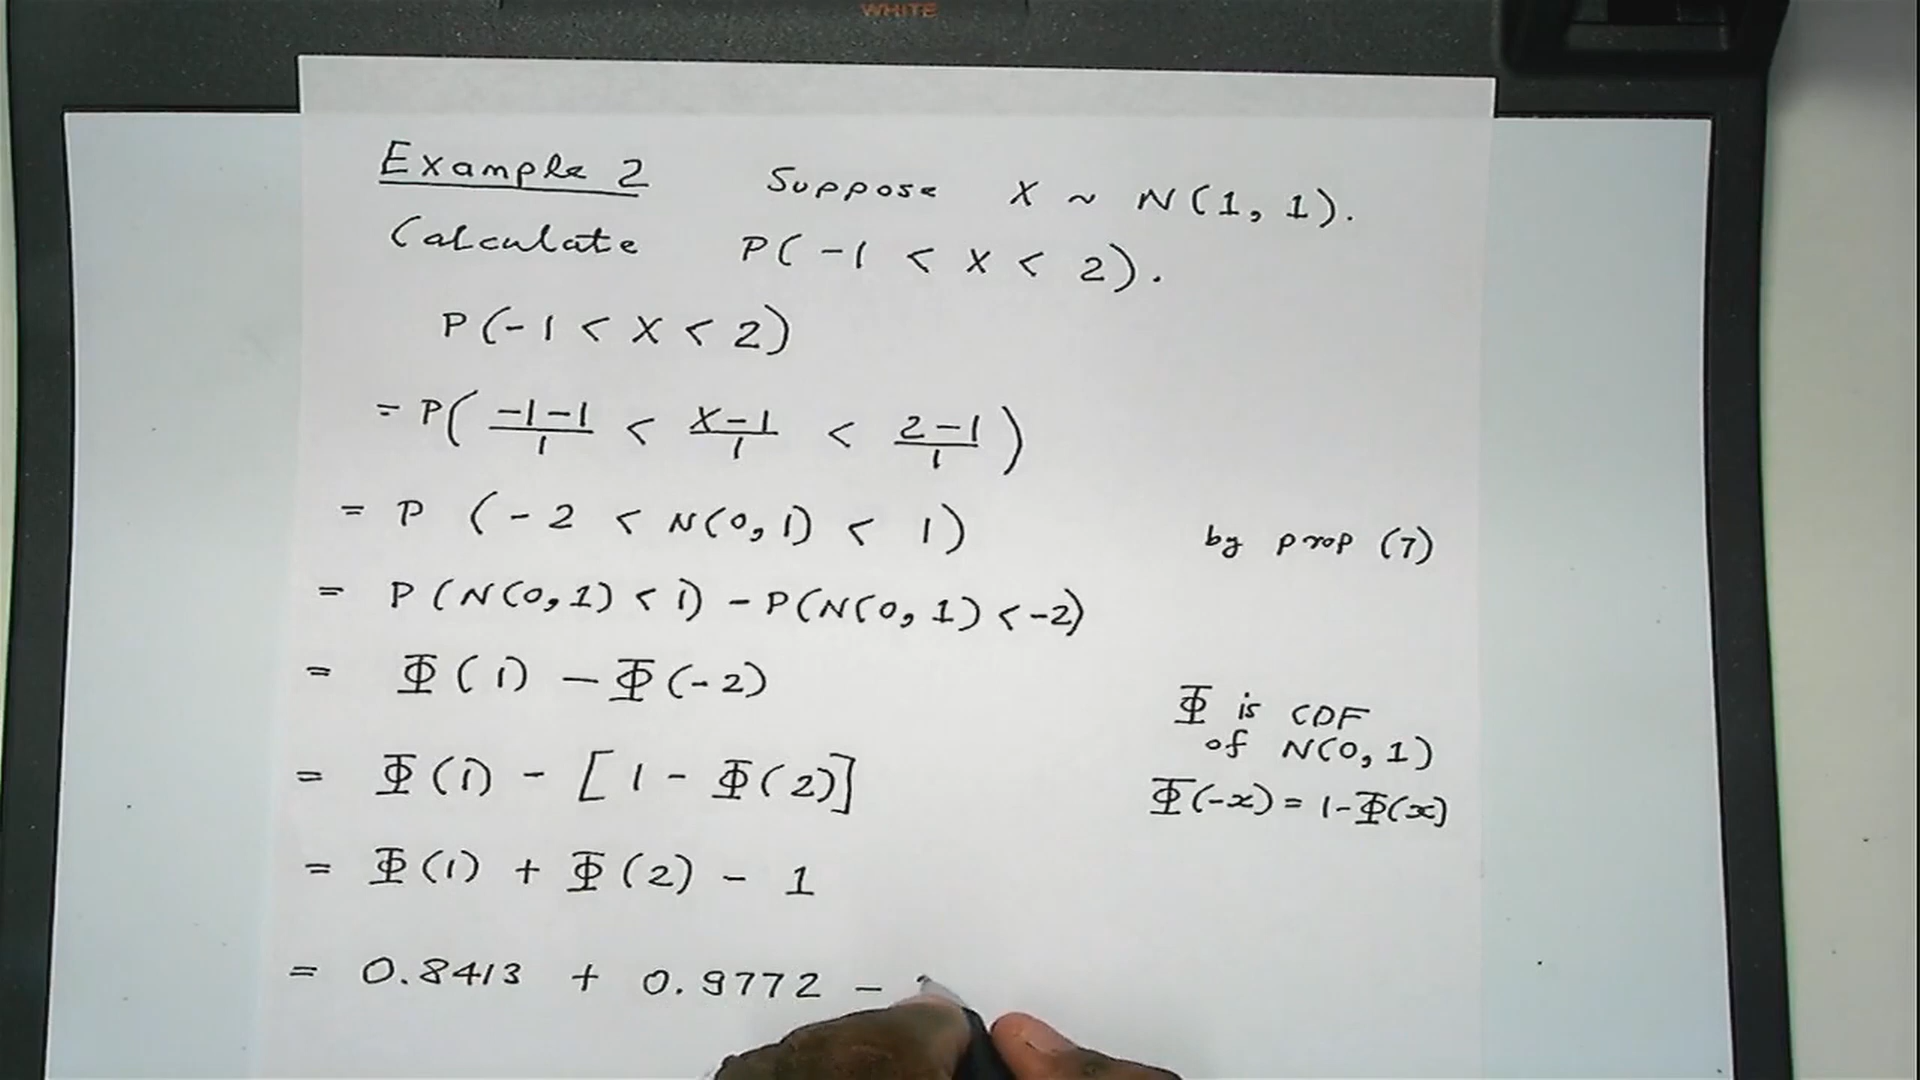 WHITE
Example 2 Suppose X ~ N(1, 1).
Calculate P(-1 < X < 2).
P(-1 < X < 2)
= P( (-1-1)/1 < (X-1)/1 < (2-1)/1 )
= P (-2 < N(0, 1) < 1) by prop (7)
= P(N(0, 1) < 1) - P(N(0, 1) < -2)
= Φ(1) - Φ(-2)
Φ is CDF
of N(0, 1)
= Φ(1) - [1 - Φ(2)]
Φ(-x) = 1-Φ(x)
= Φ(1) + Φ(2) - 1
= 0.8413 + 0.9772 -